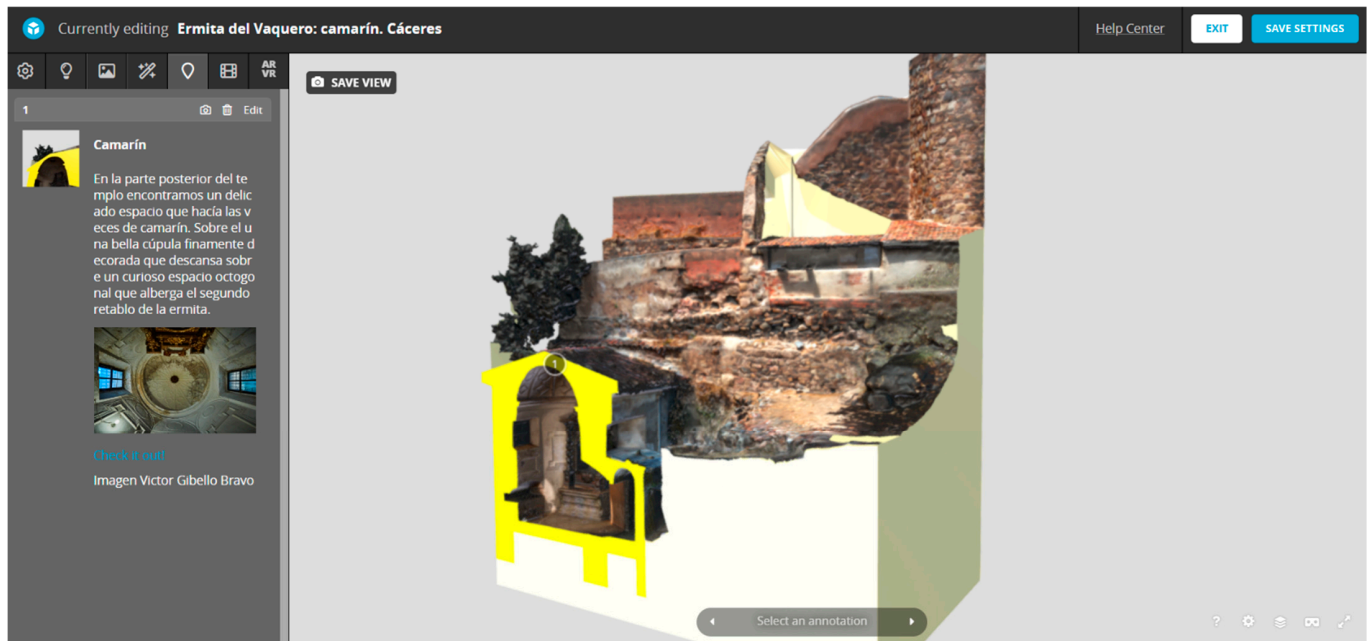 Currently editing Ermita del Vaquero: camarín. Cáceres
Help Center
EXIT
SAVE SETTINGS
AR
VR
SAVE VIEW
1
Edit
Camarín
En la parte posterior del te
mplo encontramos un delic
ado espacio que hacía las v
eces de camarín. Sobre el u
na bella cúpula finamente d
ecorada que descansa sobr
e un curioso espacio octogo
nal que alberga el segundo
retablo de la ermita.
Check it out!
Imagen Victor Gibello Bravo
1
Select an annotation
?